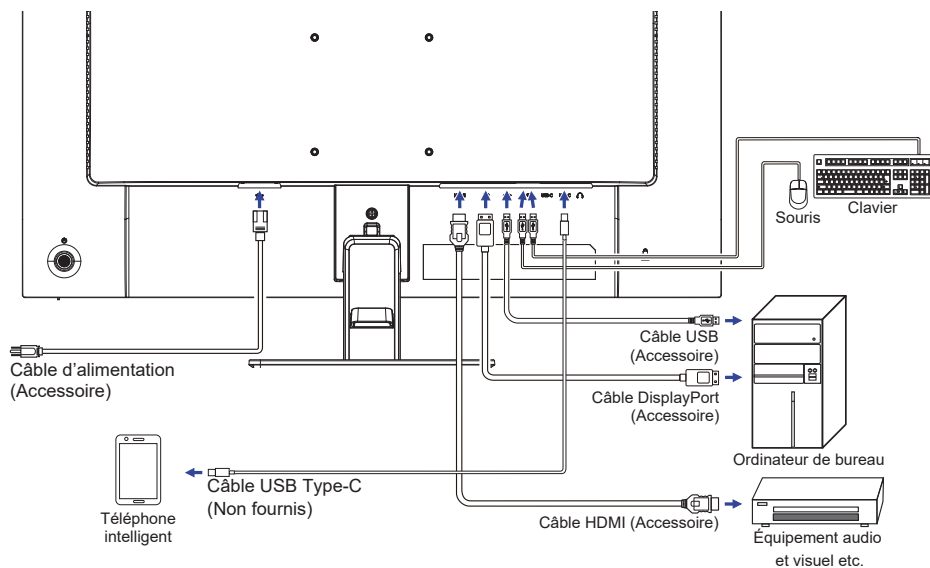 Souris
Clavier
Câble USB
(Accessoire)
Câble d'alimentation
(Accessoire)
Câble DisplayPort
(Accessoire)
Ordinateur de bureau
Câble USB Type-C
(Non fournis)
Téléphone
intelligent
Câble HDMI (Accessoire)
Équipement audio
et visuel etc.